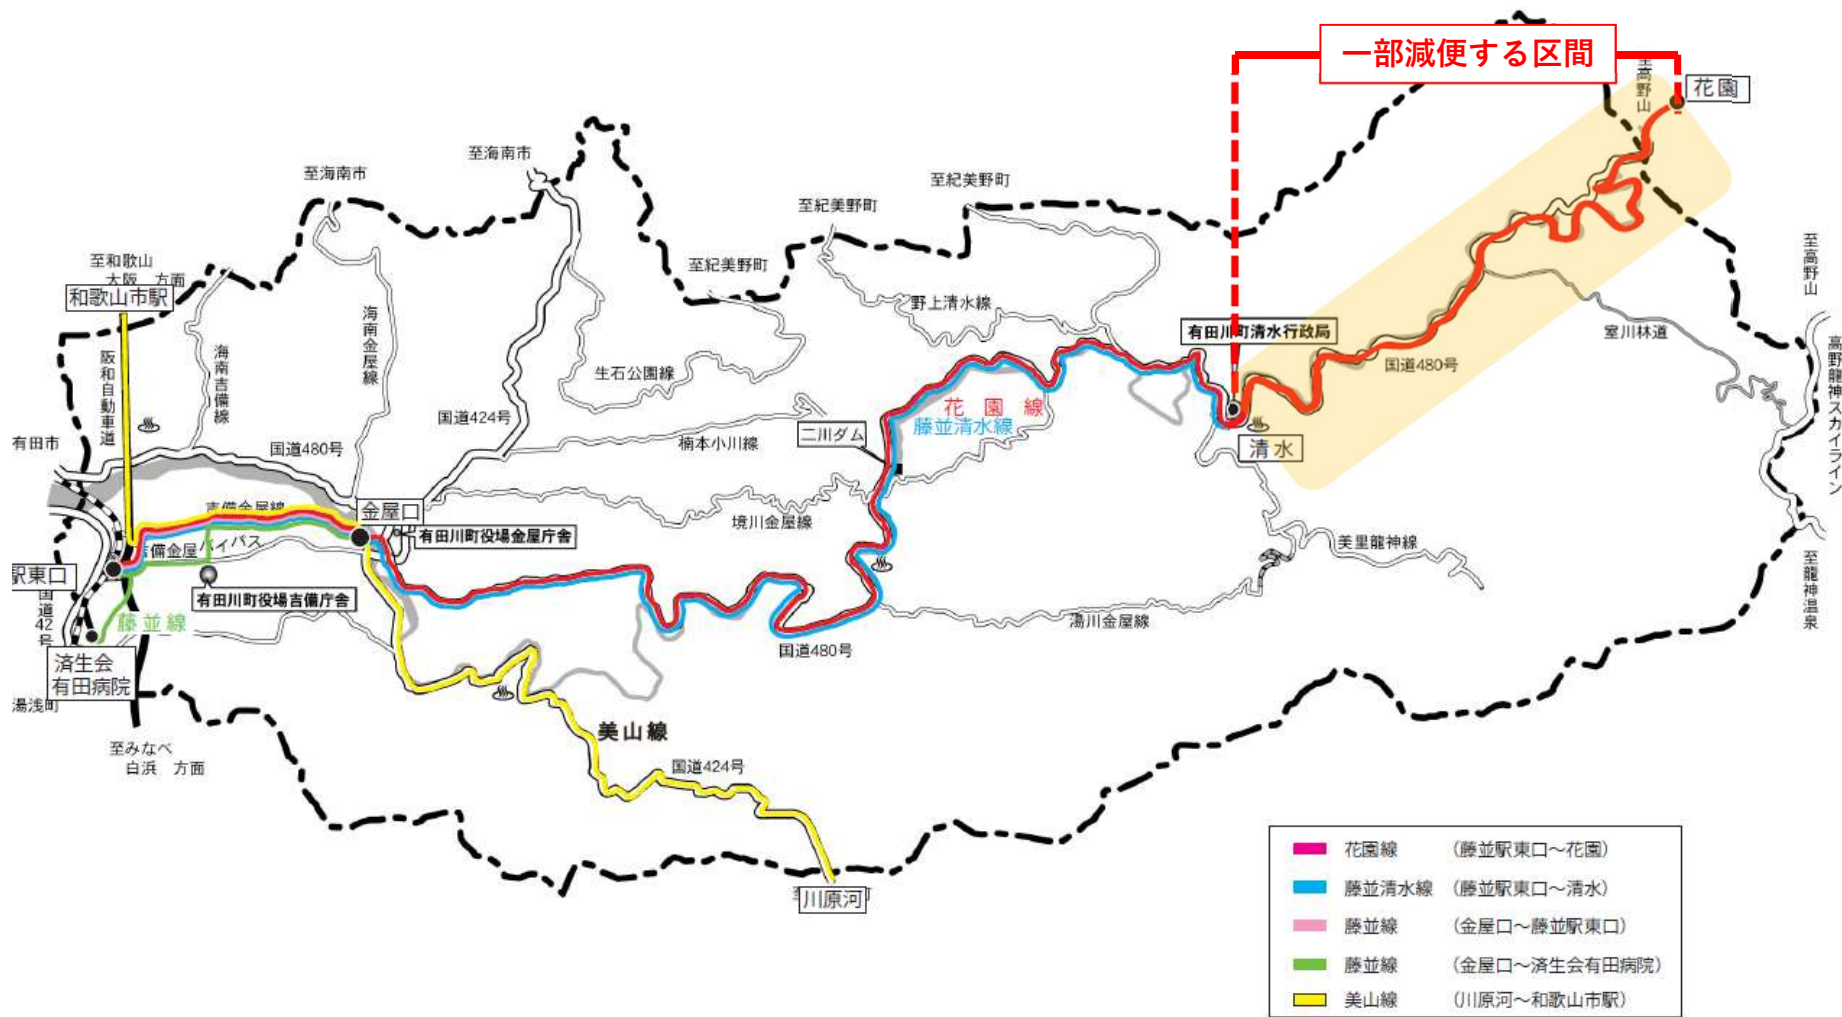 一部減便する区間
至高野山
花園
至海南市
至海南市
至紀美野町
至紀美野町
至紀美野町
至和歌山
大阪　方面
和歌山市駅
阪和自動車道
海南吉備線
海南金屋線
生石公園線
野上清水線
有田川町清水行政局
国道480号
室川林道
至高野山
高野龍神スカイライン
国道424号
花園線
藤並清水線
楠本小川線
二川ダム
清水
有田市
国道480号
吉備金屋線
金屋口
有田川町役場金屋庁舎
境川金屋線
美里龍神線
至龍神温泉
吉備金屋バイパス
駅東口
国道42号
有田川町役場吉備庁舎
藤並線
湯川金屋線
国道480号
済生会
有田病院
湯浅町
美山線
至みなべ
白浜　方面
国道424号
川原河
花園線　（藤並駅東口～花園）
藤並清水線　（藤並駅東口～清水）
藤並線　（金屋口～藤並駅東口）
藤並線　（金屋口～済生会有田病院）
美山線　（川原河～和歌山市駅）